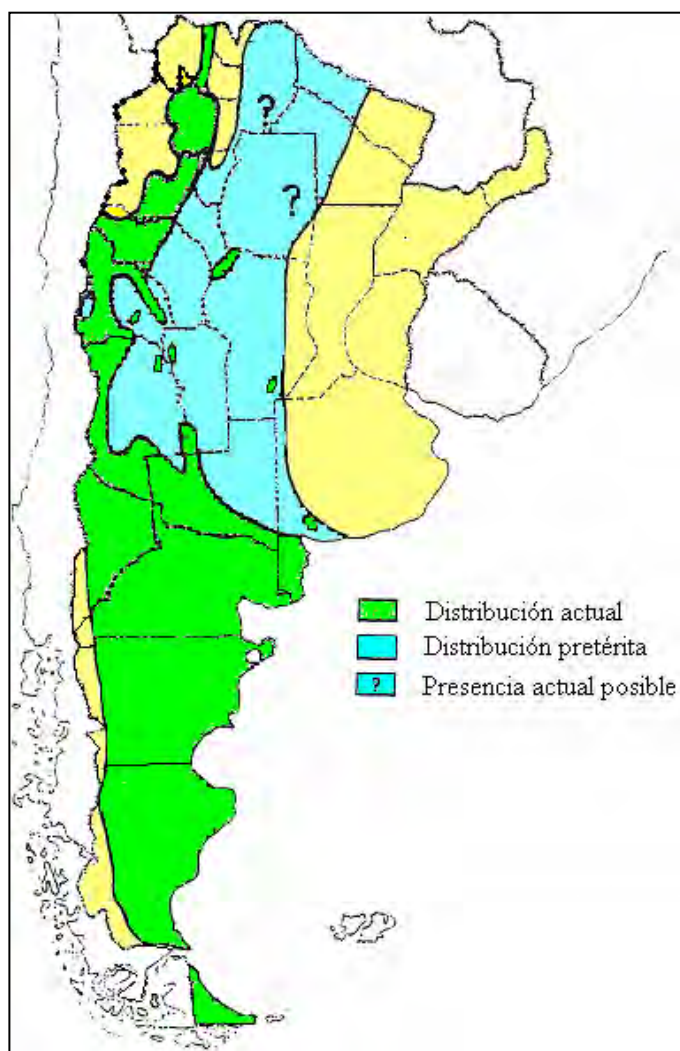 ?
?
Distribución actual
Distribución pretérita
? Presencia actual posible